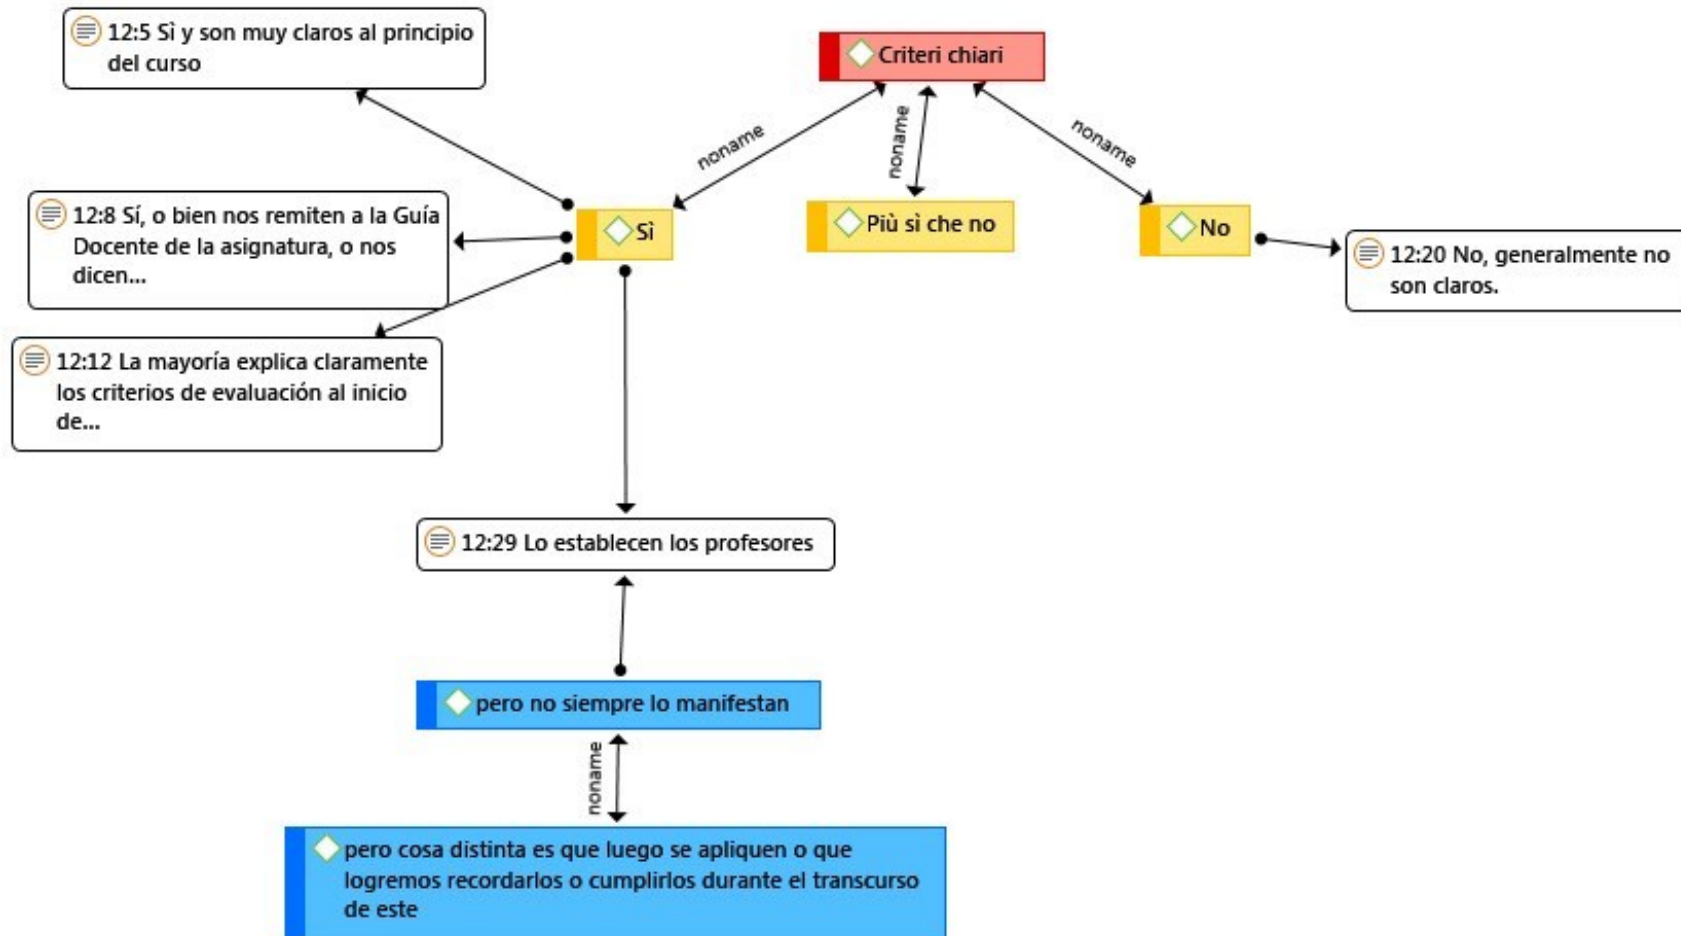 12:5 Sì y son muy claros al principio
del curso
Criteri chiari
noname
noname
noname
12:8 Sí, o bien nos remiten a la Guía
Docente de la asignatura, o nos
dicen...
Sì
Più sì che no
No
12:20 No, generalmente no
son claros.
12:12 La mayoría explica claramente
los criterios de evaluación al inicio
de...
12:29 Lo establecen los profesores
pero no siempre lo manifestan
noname
pero cosa distinta es que luego se apliquen o que
logremos recordarlos o cumplirlos durante el transcurso
de este